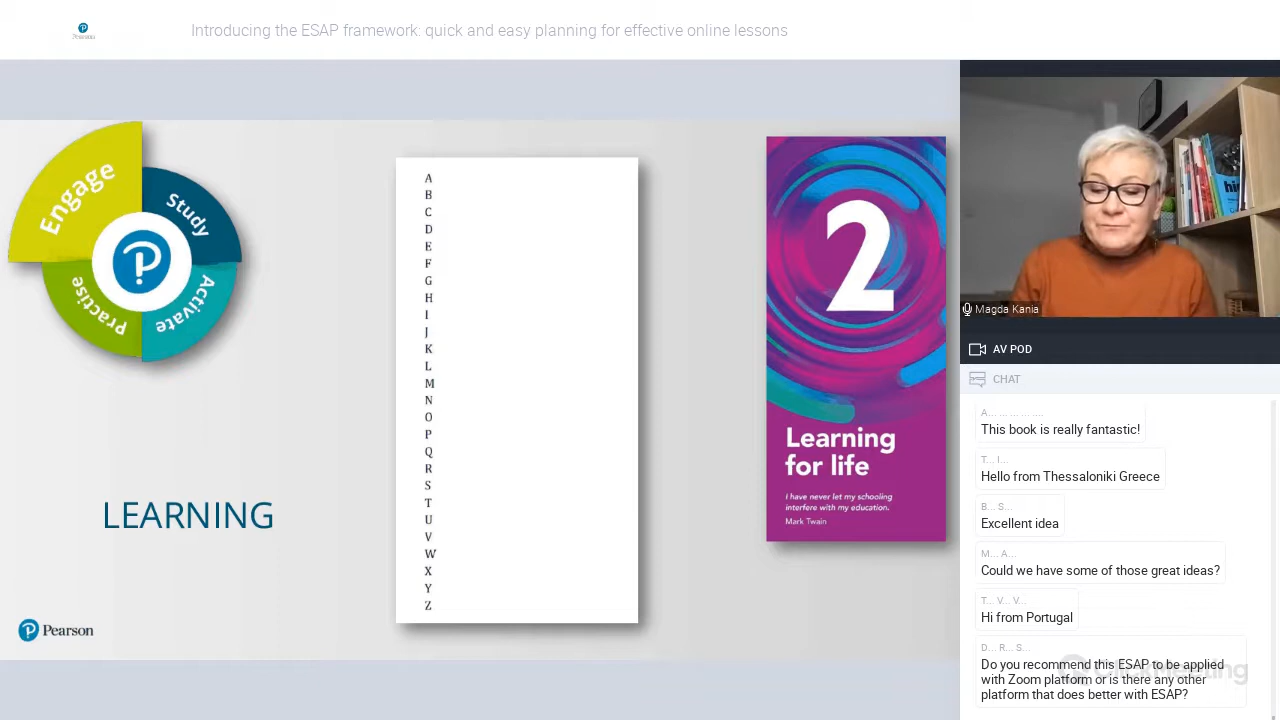 Introducing the ESAP framework: quick and easy planning for effective online lessons
Engage
Study
Activate
Practise
LEARNING
Pearson
A
B
C
D
E
F
G
H
I
J
K
L
M
N
O
P
Q
R
S
T
U
V
W
X
Y
Z
2
Learning
for life
I have never let my schooling
interfere with my education.
Mark Twain
Magda Kania
AV POD
CHAT
A... ... ... ... ....
This book is really fantastic!
T... I...
Hello from Thessaloniki Greece
B... S...
Excellent idea
M... A...
Could we have some of those great ideas?
T... V... V...
Hi from Portugal
D... R... S...
Do you recommend this ESAP to be applied
with Zoom platform or is there any other
platform that does better with ESAP?
ClickMeeting